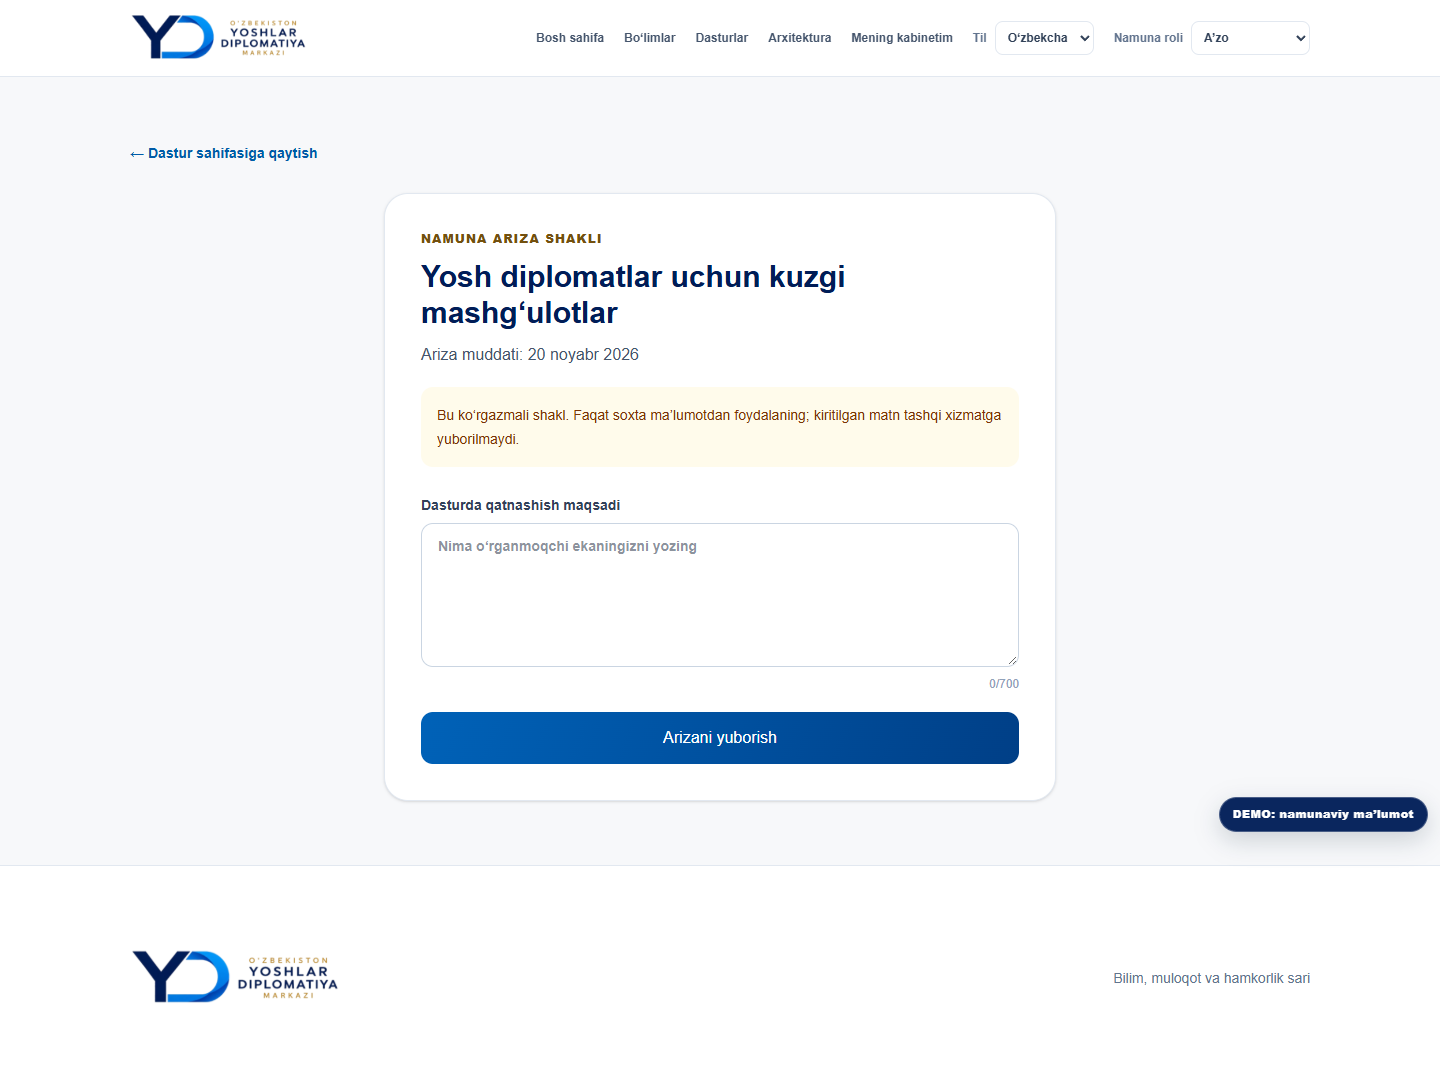 O'ZBEKISTON
YOSHLAR
DIPLOMATIYA
MARKAZI
Bosh sahifa Bo‘limlar Dasturlar Arxitektura Mening kabinetim Til O‘zbekcha Namuna roli A’zo
← Dastur sahifasiga qaytish
NAMUNA ARIZA SHAKLI
Yosh diplomatlar uchun kuzgi
mashg‘ulotlar
Ariza muddati: 20 noyabr 2026
Bu ko‘rgazmali shakl. Faqat soxta ma’lumotdan foydalaning; kiritilgan matn tashqi xizmatga
yuborilmaydi.
Dasturda qatnashish maqsadi
Nima o‘rganmoqchi ekaningizni yozing
0/700
Arizani yuborish
DEMO: namunaviy ma’lumot
O'ZBEKISTON
YOSHLAR
DIPLOMATIYA
MARKAZI
Bilim, muloqot va hamkorlik sari